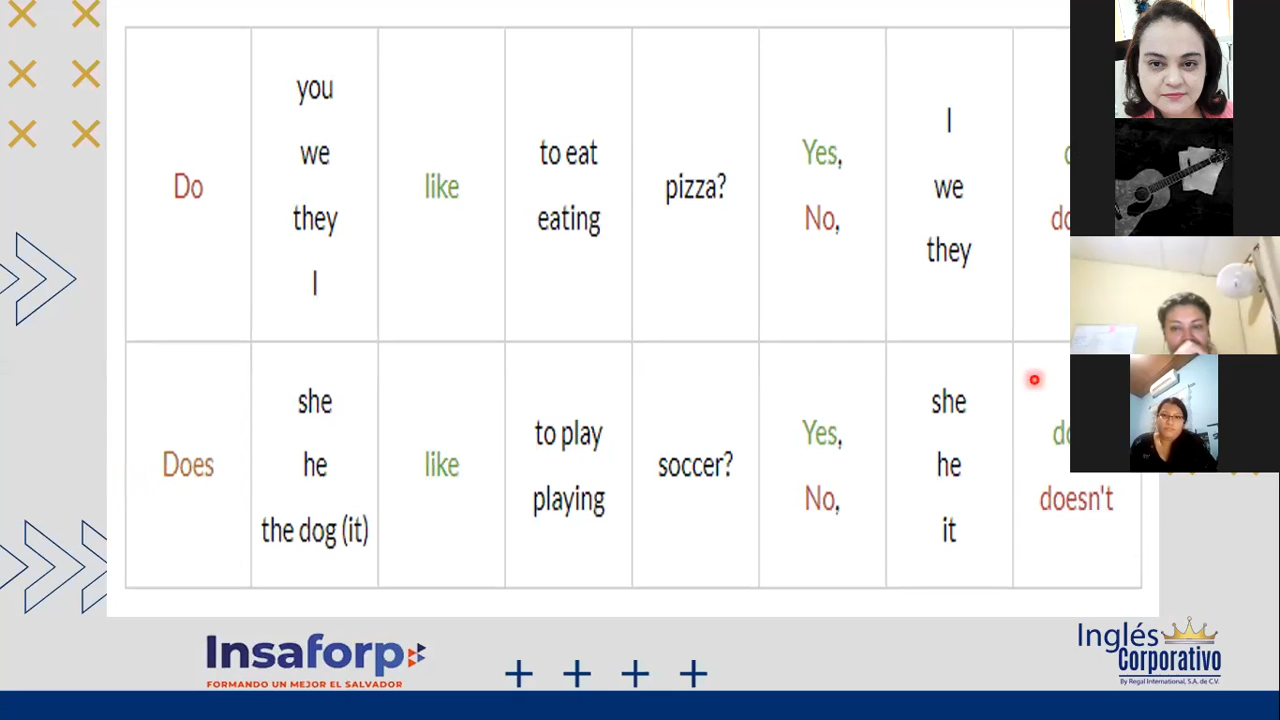 Do
you
we
they
I
like
to eat
eating
pizza?
Yes,
No,
I
we
they
Does
she
he
the dog (it)
like
to play
playing
soccer?
Yes,
No,
she
he
it
doesn't
Insaforp
FORMANDO UN MEJOR EL SALVADOR
Inglés
Corporativo
By Regal International, S.A. de C.V.